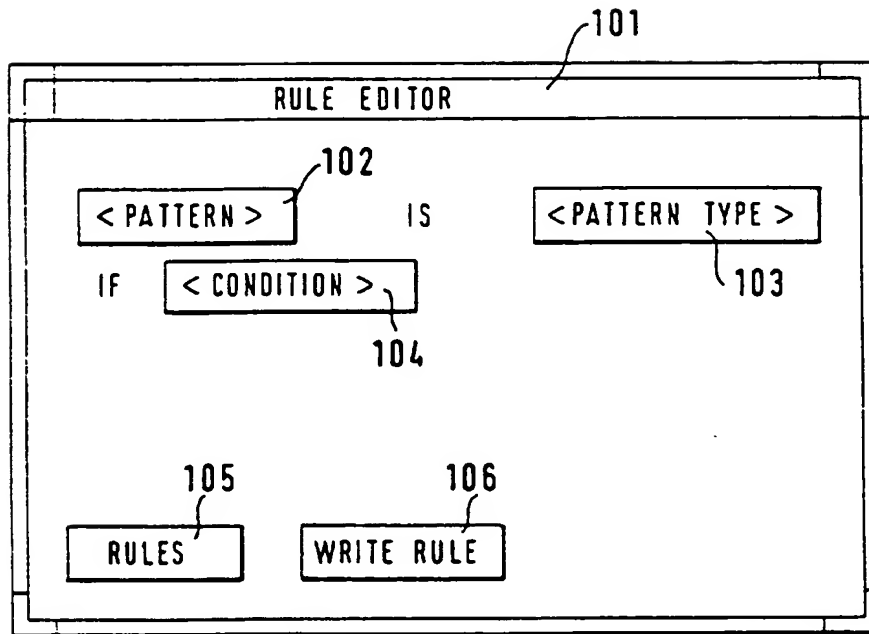 101
RULE EDITOR
102
< PATTERN > IS < PATTERN TYPE >
103
IF < CONDITION >
104
105 106
RULES WRITE RULE